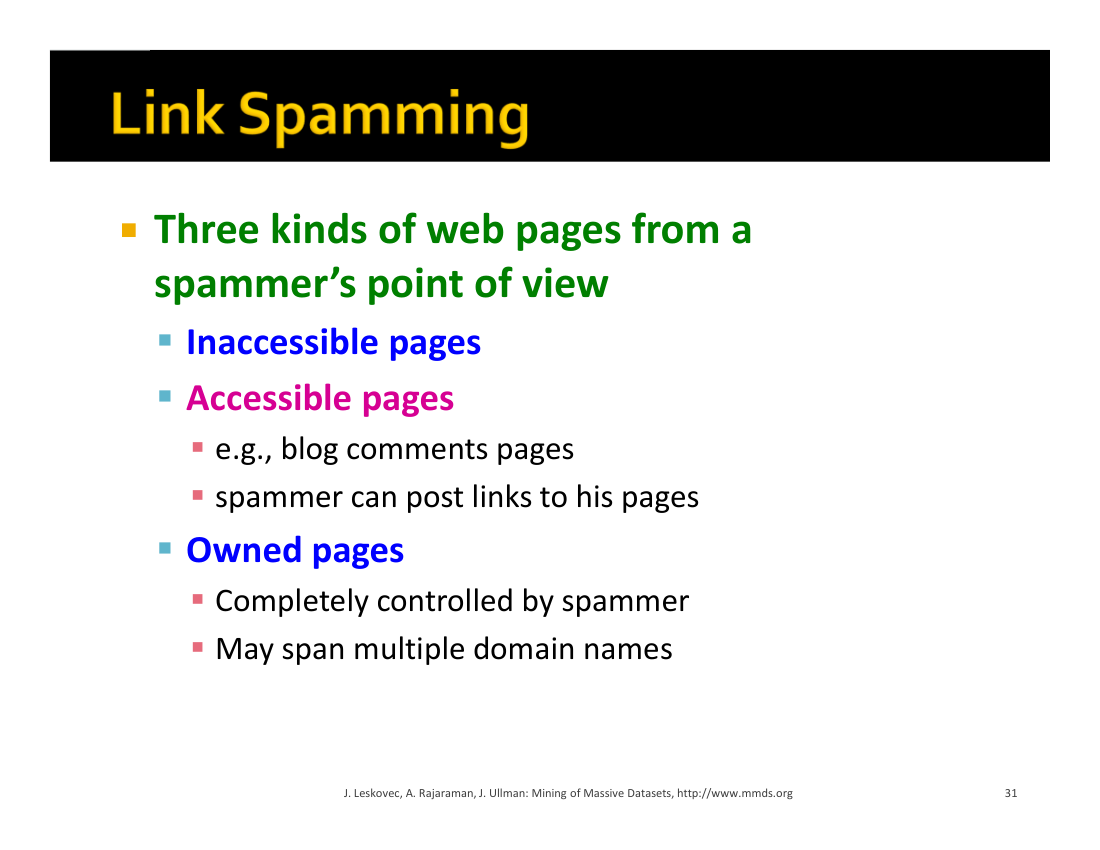 Link Spamming
Three kinds of web pages from a
spammer’s point of view
Inaccessible pages
Accessible pages
e.g., blog comments pages
spammer can post links to his pages
Owned pages
Completely controlled by spammer
May span multiple domain names
J. Leskovec, A. Rajaraman, J. Ullman: Mining of Massive Datasets, http://www.mmds.org
31